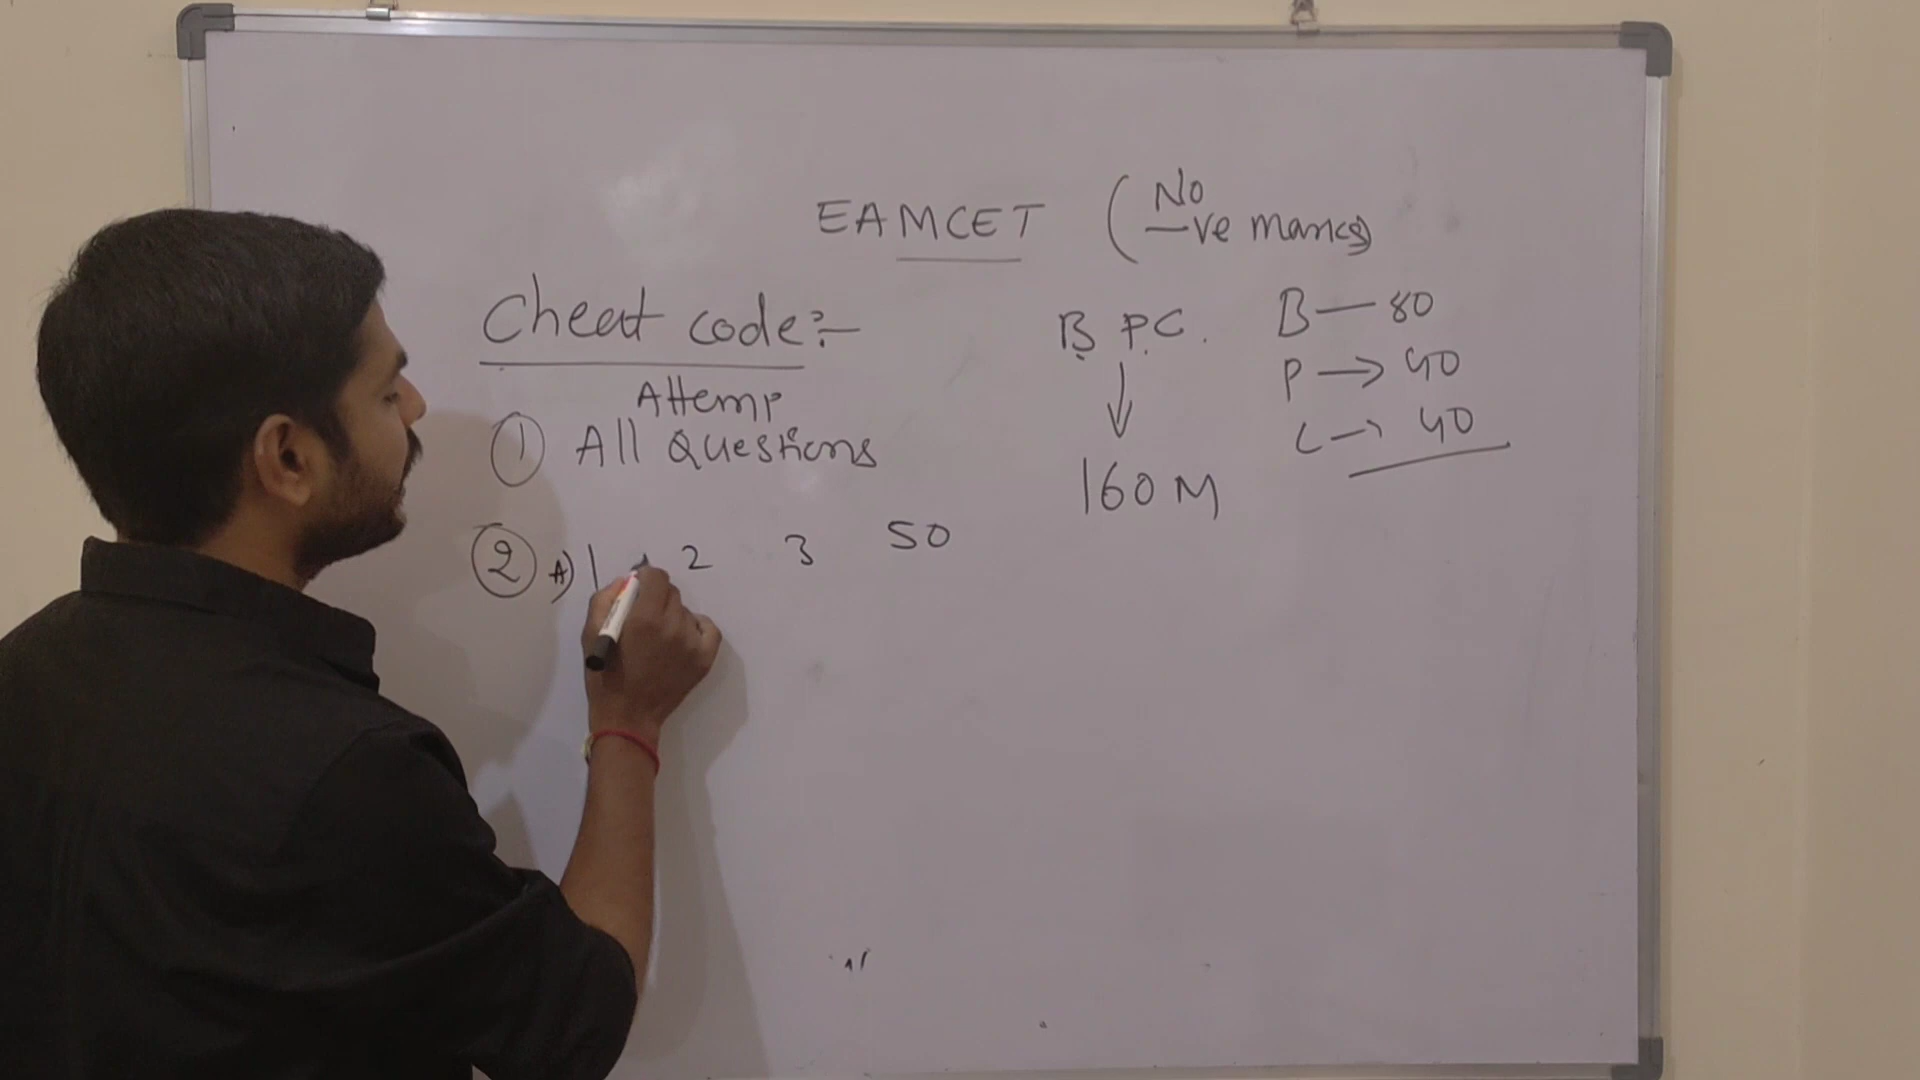 EAMCET (No -ve marks)
Cheat code:-
Attemp
① All Questions
② A) 1 2 3 50
B P.C.
↓
160 M
B — 80
P → 40
C → 40